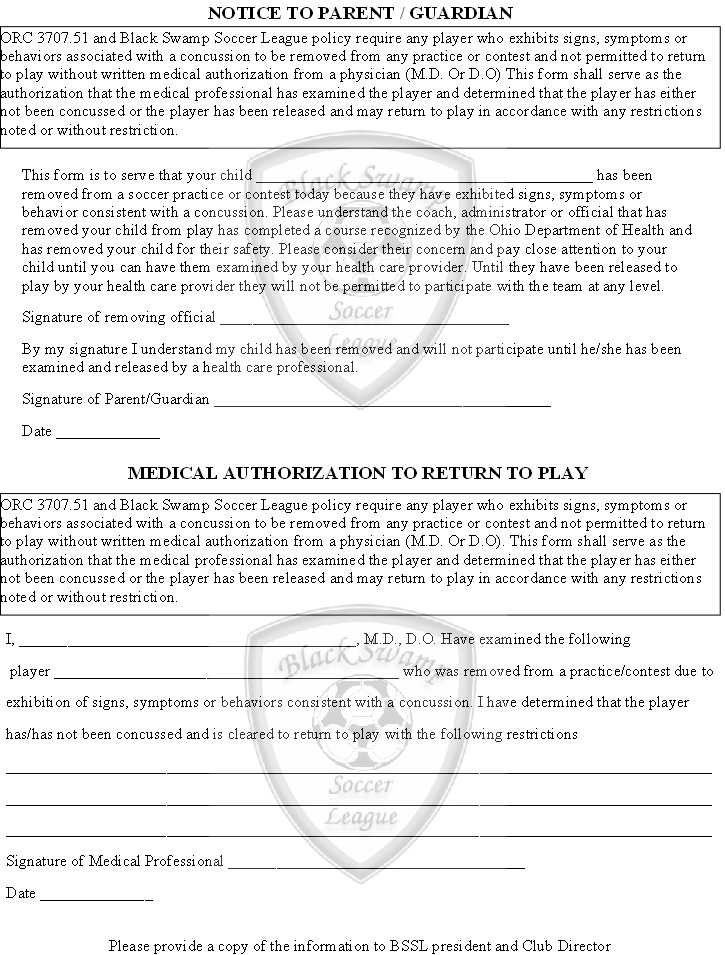 NOTICE TO PARENT / GUARDIAN
ORC 3707.51 and Black Swamp Soccer League policy require any player who exhibits signs, symptoms or
behaviors associated with a concussion to be removed from any practice or contest and not permitted to return
to play without written medical authorization from a physician (M.D. Or D.O) This form shall serve as the
authorization that the medical professional has examined the player and determined that the player has either
not been concussed or the player has been released and may return to play in accordance with any restrictions
noted or without restriction.
This form is to serve that your child ________________________________________ has been
removed from a soccer practice or contest today because they have exhibited signs, symptoms or
behavior consistent with a concussion. Please understand the coach, administrator or official that has
removed your child from play has completed a course recognized by the Ohio Department of Health and
has removed your child for their safety. Please consider their concern and pay close attention to your
child until you can have them examined by your health care provider. Until they have been released to
play by your health care provider they will not be permitted to participate with the team at any level.
Signature of removing official ____________________________________
By my signature I understand my child has been removed and will not participate until he/she has been
examined and released by a health care professional.
Signature of Parent/Guardian __________________________________________
Date _____________
Black Swamp
Soccer
League
MEDICAL AUTHORIZATION TO RETURN TO PLAY
ORC 3707.51 and Black Swamp Soccer League policy require any player who exhibits signs, symptoms or
behaviors associated with a concussion to be removed from any practice or contest and not permitted to return
to play without written medical authorization from a physician (M.D. Or D.O). This form shall serve as the
authorization that the medical professional has examined the player and determined that the player has either
not been concussed or the player has been released and may return to play in accordance with any restrictions
noted or without restriction.
I, __________________________________________, M.D., D.O. Have examined the following
player ___________________________________________ who was removed from a practice/contest due to
exhibition of signs, symptoms or behaviors consistent with a concussion. I have determined that the player
has/has not been concussed and is cleared to return to play with the following restrictions
Signature of Medical Professional _____________________________________
Date ______________
Black Swamp
Soccer
League
Please provide a copy of the information to BSSL president and Club Director